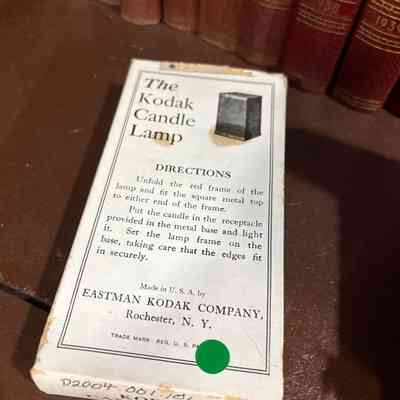 The
Kodak
Candle
Lamp
DIRECTIONS
Unfold the red frame of the
lamp and fit the square metal top
to either end of the frame.
Put the candle in the receptacle
provided in the metal base and light
it. Set the lamp frame on the
base, taking care that the edges fit
in securely.
Made in U. S. A. by
EASTMAN KODAK COMPANY,
Rochester, N. Y.
TRADE MARK REG. U. S.
D2004